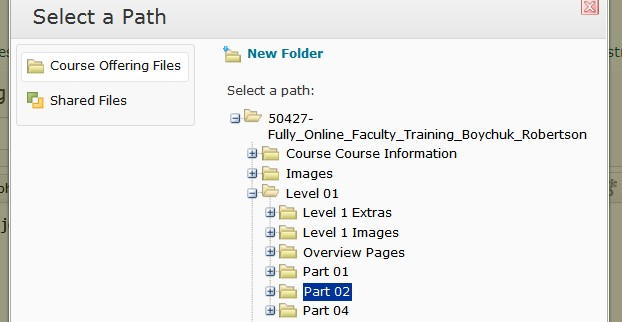 Select a Path
Course Offering Files
Shared Files
New Folder
Select a path:
50427-
Fully_Online_Faculty_Training_Boychuk_Robertson
Course Course Information
Images
Level 01
Level 1 Extras
Level 1 Images
Overview Pages
Part 01
Part 02
Part 04